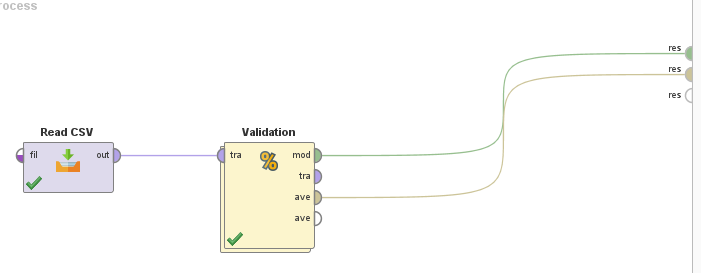 rocess
res
res
res
Read CSV
Validation
fil
out
tra
%
mod
tra
ave
ave